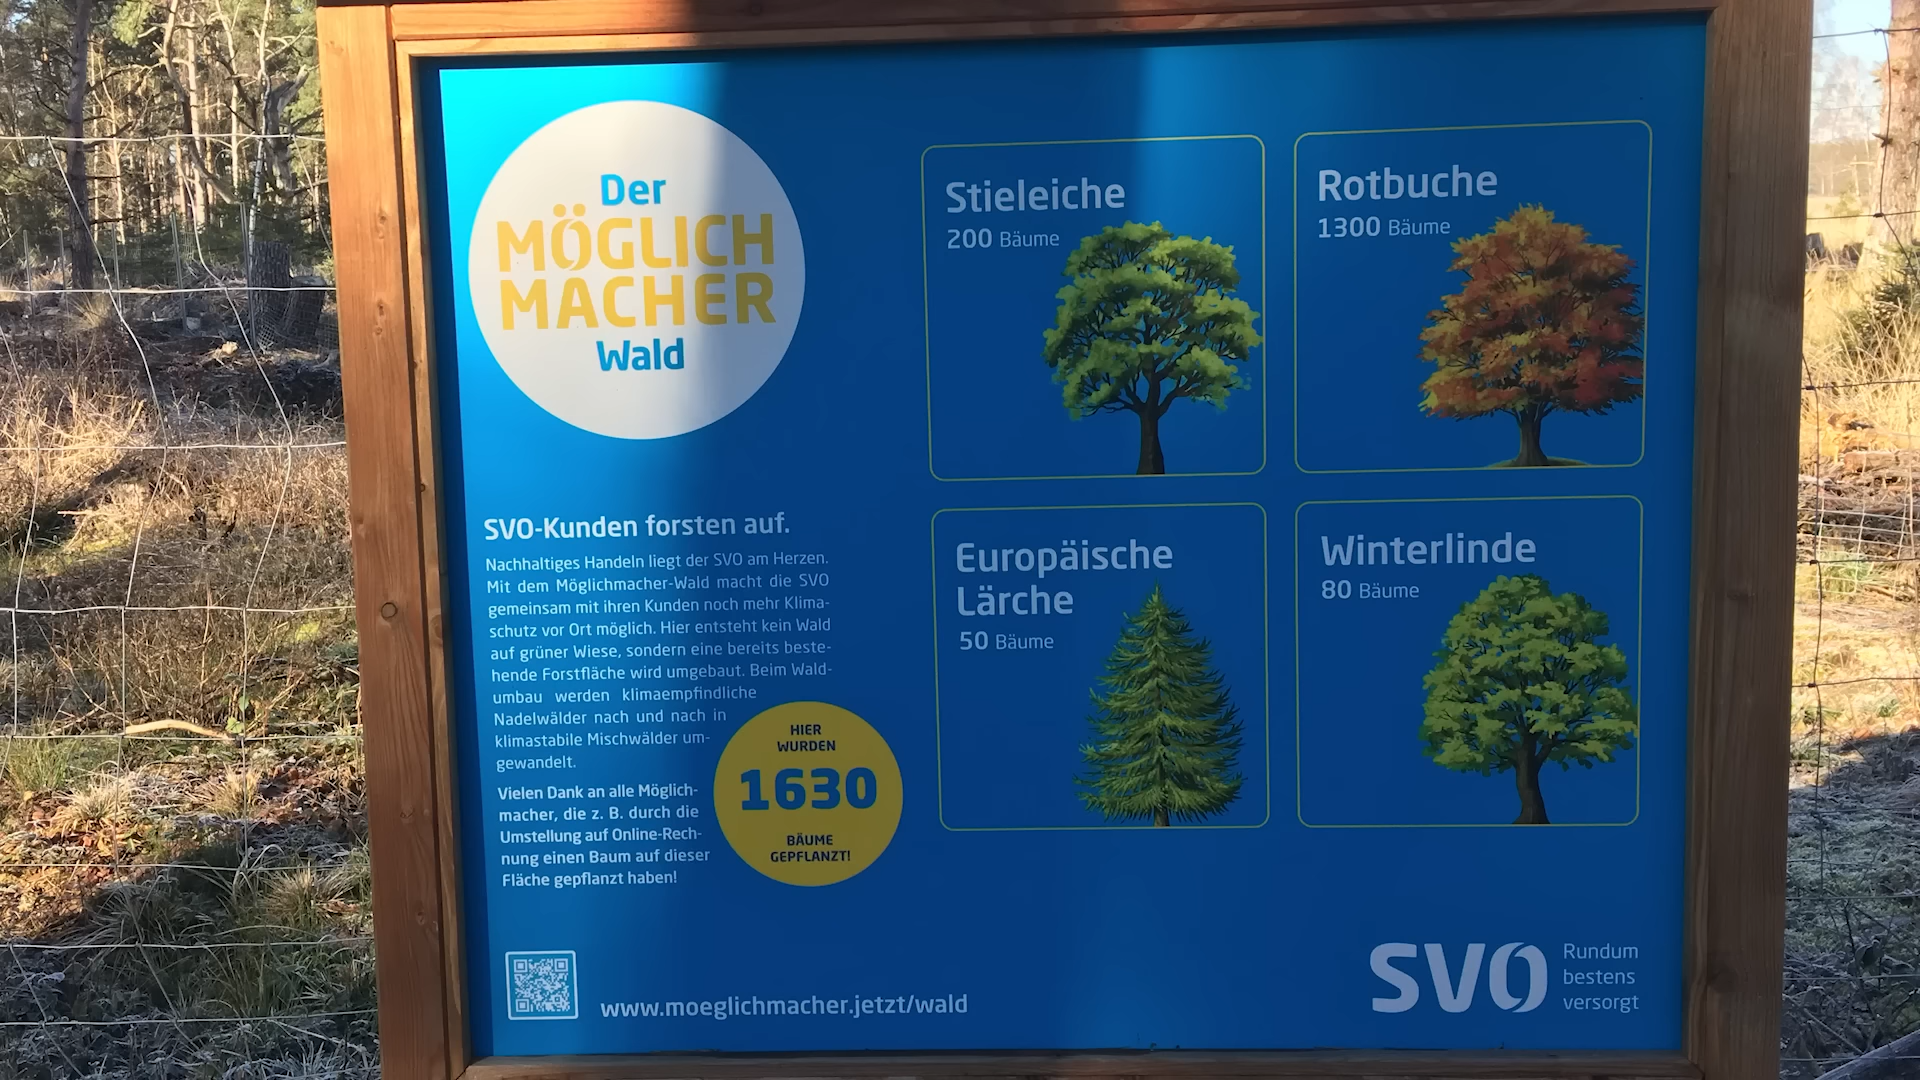 Der
MÖGLICH
MACHER
Wald
SVO-Kunden forsten auf.
Nachhaltiges Handeln liegt der SVO am Herzen.
Mit dem Möglichmacher-Wald macht die SVO
gemeinsam mit ihren Kunden noch mehr Klima-
schutz vor Ort möglich. Hier entsteht kein Wald
auf grüner Wiese, sondern eine bereits beste-
hende Forstfläche wird umgebaut. Beim Wald-
umbau werden klimaempfindliche
Nadelwälder nach und nach in
klimastabile Mischwälder um-
gewandelt.
Vielen Dank an alle Möglich-
macher, die z. B. durch die
Umstellung auf Online-Rech-
nung einen Baum auf dieser
Fläche gepflanzt haben!
HIER
WURDEN
1630
BÄUME
GEPFLANZT!
www.moeglichmacher.jetzt/wald
Stieleiche
200 Bäume
Rotbuche
1300 Bäume
Europäische
Lärche
50 Bäume
Winterlinde
80 Bäume
SVO
Rundum
bestens
versorgt